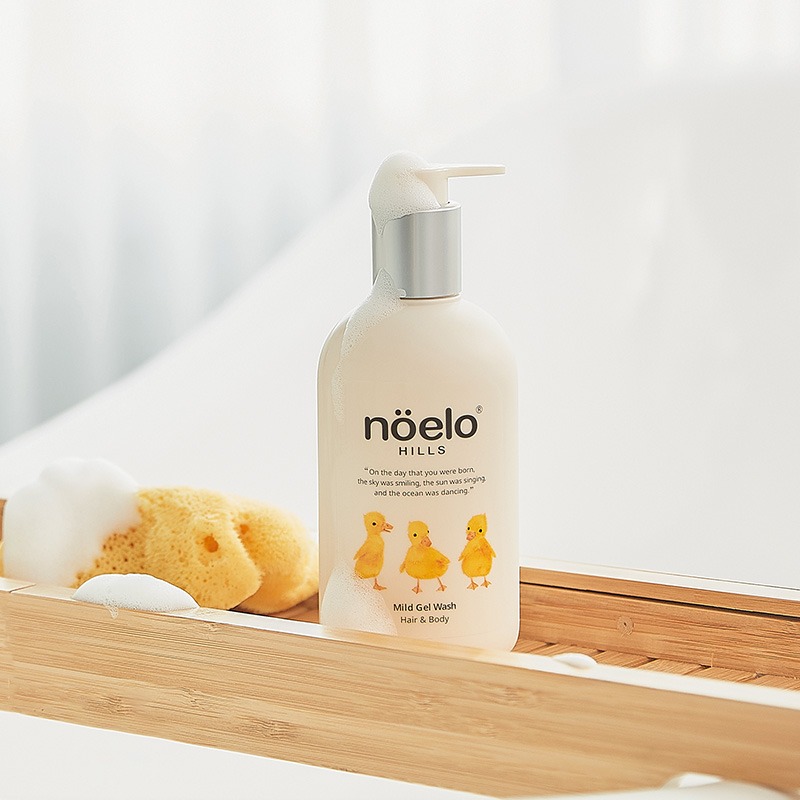 nöelo®
HILLS
“On the day that you were born,
the sky was smiling, the sun was singing,
and the ocean was dancing.”
Mild Gel Wash
Hair & Body